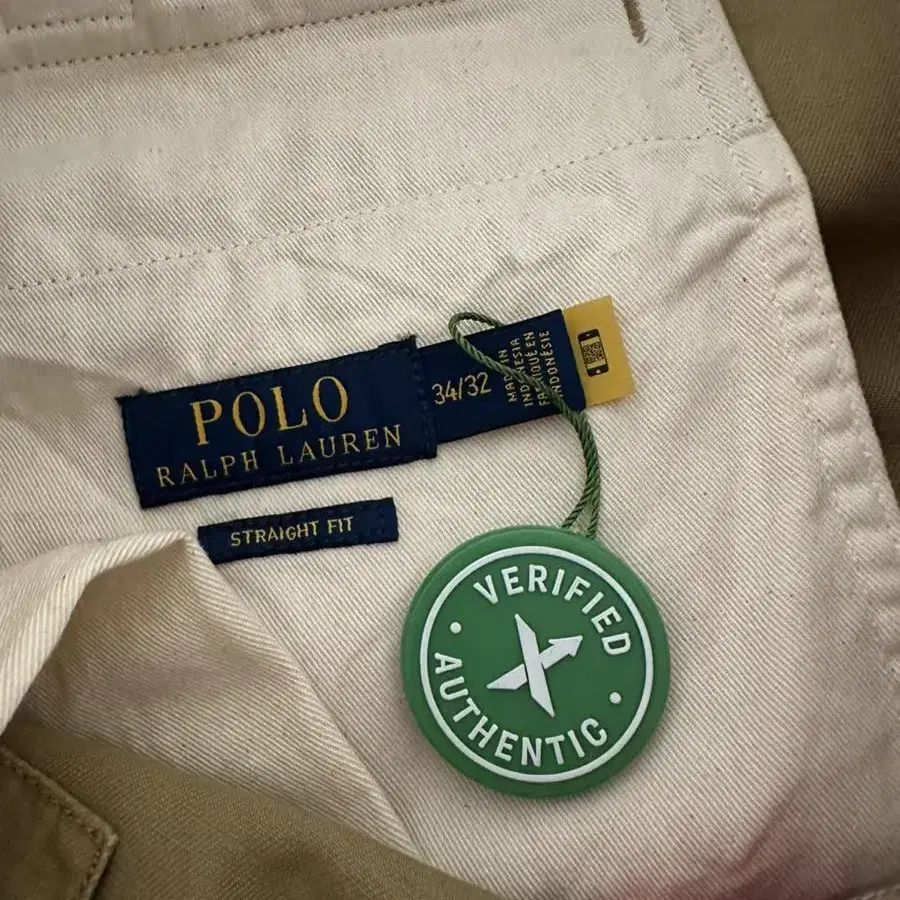 POLO
RALPH LAUREN
34/32
MADE IN
INDONESIA
FABRIQUÉ EN
INDONÉSIE
STRAIGHT FIT
VERIFIED
AUTHENTIC